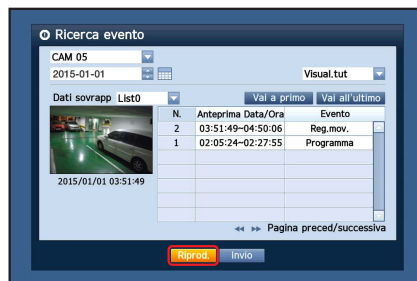 Ricerca evento
CAM 05
2015-01-01
Visual.tut
Dati sovrapp List0
Vai a primo Vai all'ultimo
N. Anteprima Data/Ora Evento
2 03:51:49~04:50:06 Reg.mov.
1 02:05:24~02:27:55 Programma
2015/01/01 03:51:49
Pagina preced/successiva
Riprod. Invio